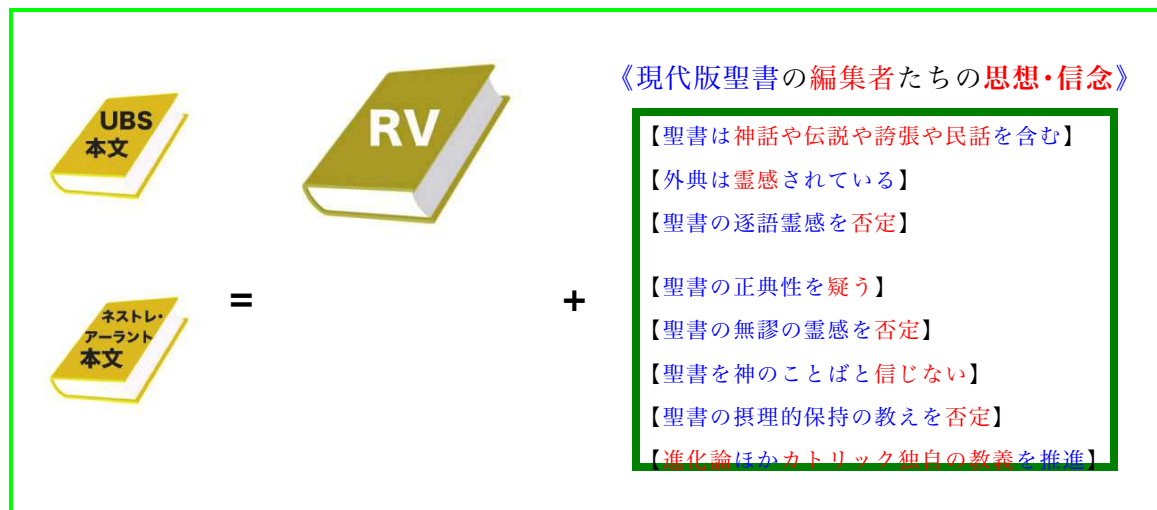 《現代版聖書の編集者たちの思想・信念》
UBS
本文
RV
ネストレ・
アーラント
本文
=
+
【聖書は神話や伝説や誇張や民話を含む】
【外典は霊感されている】
【聖書の逐語霊感を否定】
【聖書の正典性を疑う】
【聖書の無謬の霊感を否定】
【聖書を神のことばと信じない】
【聖書の摂理的保持の教えを否定】
【進化論ほかカトリック独自の教義を推進】